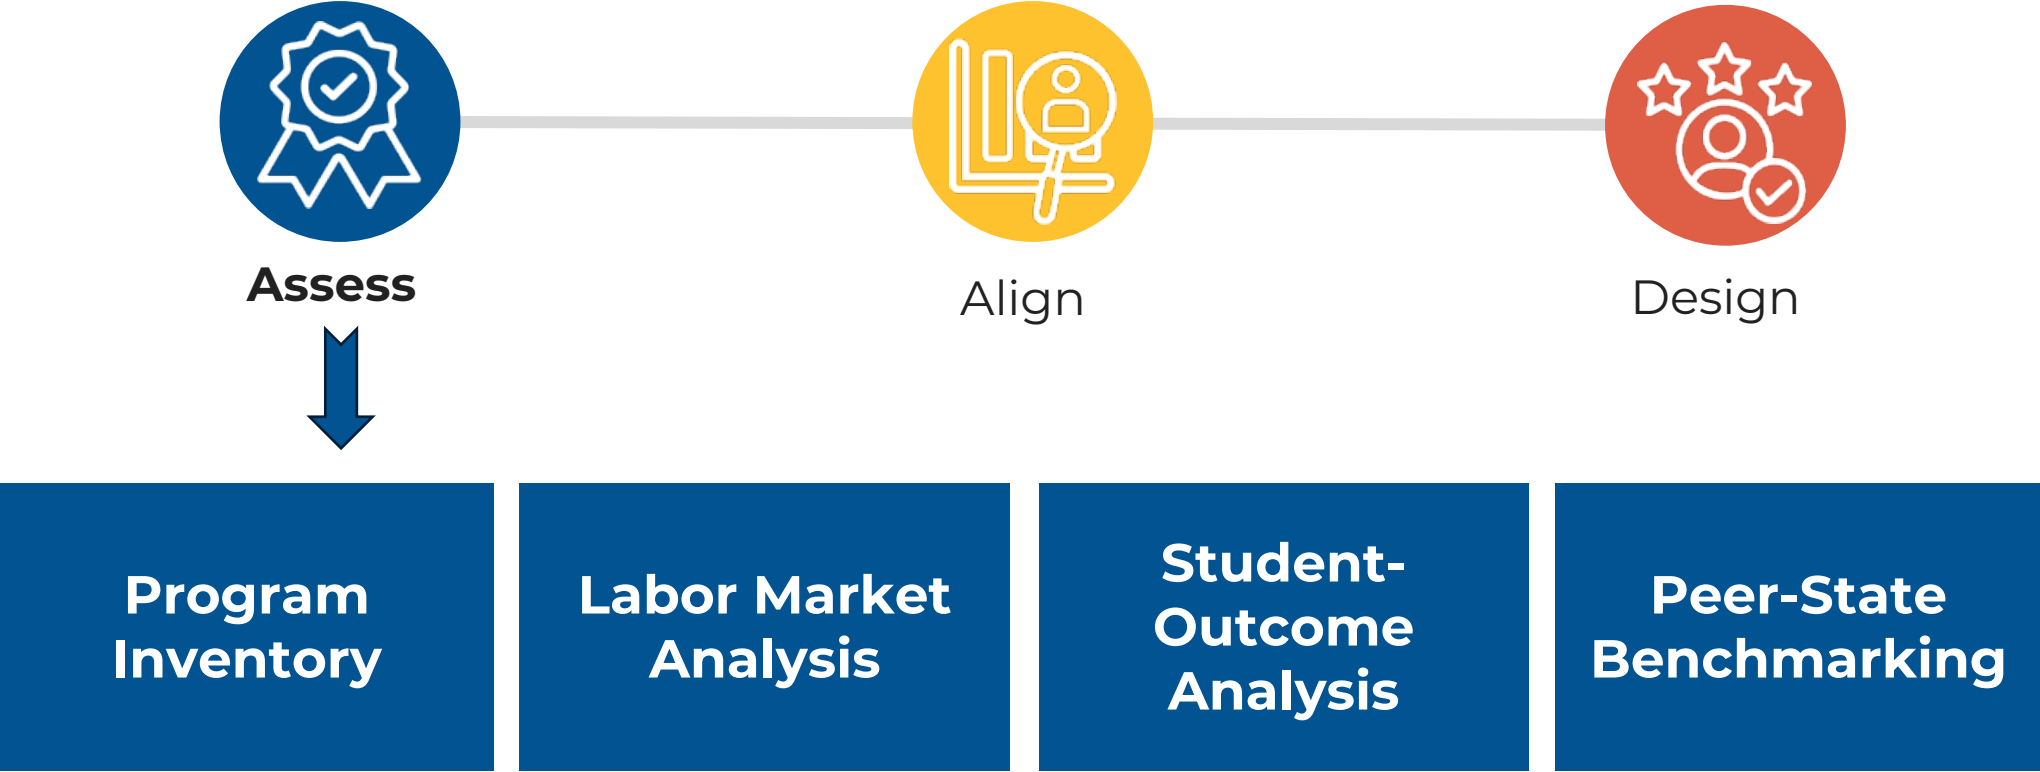 Assess
Align
Design
Program
Inventory
Labor Market
Analysis
Student-
Outcome
Analysis
Peer-State
Benchmarking